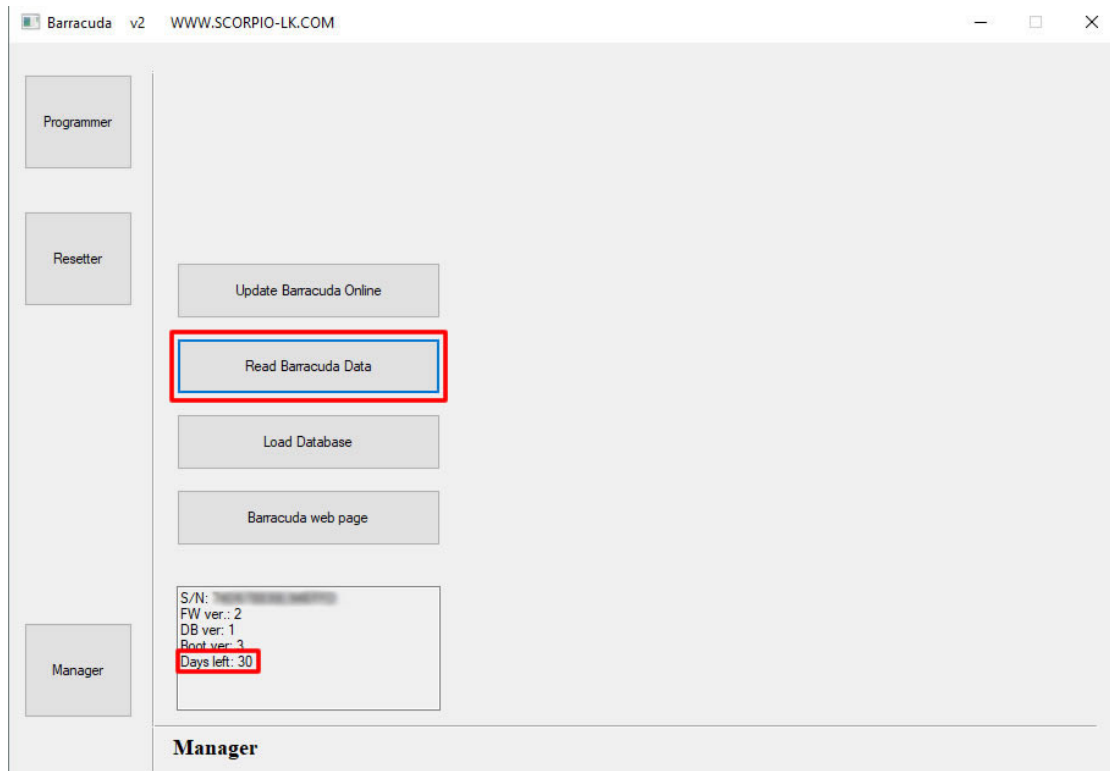 Barracuda v2 WWW.SCORPIO-LK.COM
Programmer
Resetter
Update Barracuda Online
Read Barracuda Data
Load Database
Barracuda web page
S/N:
FW ver.: 2
DB ver: 1
Boot ver: 3
Days left: 30
Manager
Manager